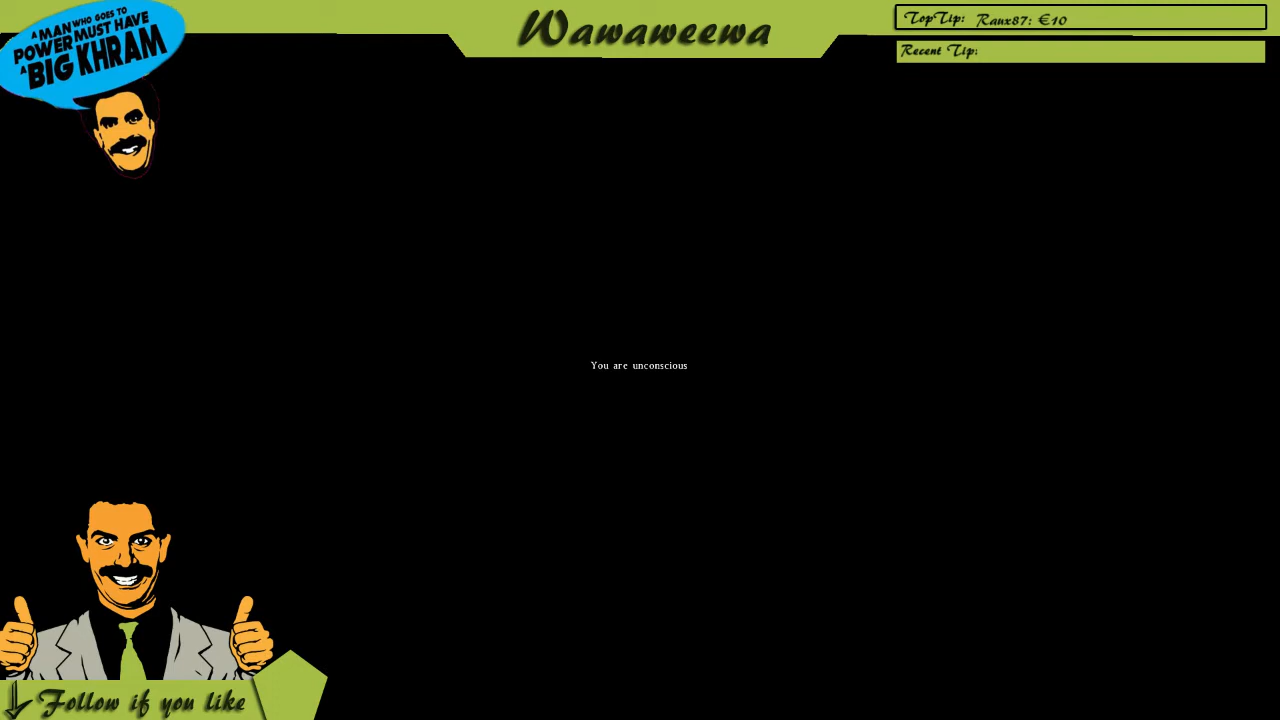 A MAN WHO GOES TO
POWER MUST HAVE
A BIG KHRAM
Wawaweewa
TopTip: Raux87: €10
Recent Tip:
You are unconscious
Follow if you like